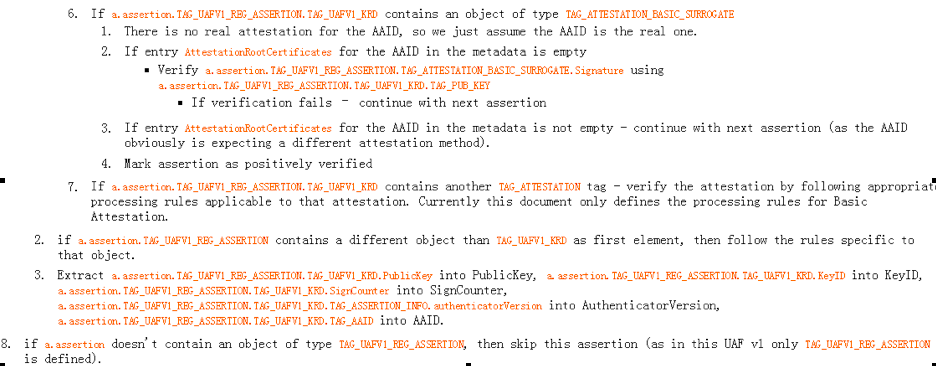 6. If a.assertion.TAG_UAFV1_REG_ASSERTION.TAG_UAFV1_KRD contains an object of type TAG_ATTESTATION_BASIC_SURROGATE
1. There is no real attestation for the AAID, so we just assume the AAID is the real one.
2. If entry AttestationRootCertificates for the AAID in the metadata is empty
▪ Verify a.assertion.TAG_UAFV1_REG_ASSERTION.TAG_ATTESTATION_BASIC_SURROGATE.Signature using
a.assertion.TAG_UAFV1_REG_ASSERTION.TAG_UAFV1_KRD.TAG_PUB_KEY
▪ If verification fails – continue with next assertion
3. If entry AttestationRootCertificates for the AAID in the metadata is not empty – continue with next assertion (as the AAID
obviously is expecting a different attestation method).
4. Mark assertion as positively verified
7. If a.assertion.TAG_UAFV1_REG_ASSERTION.TAG_UAFV1_KRD contains another TAG_ATTESTATION tag – verify the attestation by following appropriate
processing rules applicable to that attestation. Currently this document only defines the processing rules for Basic
Attestation.
2. if a.assertion.TAG_UAFV1_REG_ASSERTION contains a different object than TAG_UAFV1_KRD as first element, then follow the rules specific to
that object.
3. Extract a.assertion.TAG_UAFV1_REG_ASSERTION.TAG_UAFV1_KRD.PublicKey into PublicKey, a.assertion.TAG_UAFV1_REG_ASSERTION.TAG_UAFV1_KRD.KeyID into KeyID,
a.assertion.TAG_UAFV1_REG_ASSERTION.TAG_UAFV1_KRD.SignCounter into SignCounter,
a.assertion.TAG_UAFV1_REG_ASSERTION.TAG_UAFV1_KRD.TAG_ASSERTION_INFO.authenticatorVersion into AuthenticatorVersion,
a.assertion.TAG_UAFV1_REG_ASSERTION.TAG_UAFV1_KRD.TAG_AAID into AAID.
8. if a.assertion doesn't contain an object of type TAG_UAFV1_REG_ASSERTION, then skip this assertion (as in this UAF v1 only TAG_UAFV1_REG_ASSERTION
is defined).